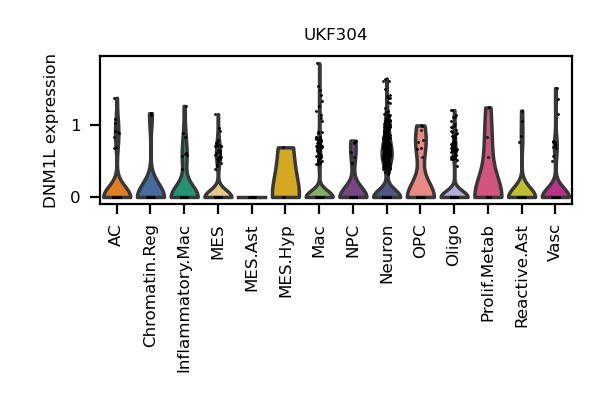 UKF304
DNM1L expression
1
0
AC
Chromatin.Reg
Inflammatory.Mac
MES
MES.Ast
MES.Hyp
Mac
NPC
Neuron
OPC
Oligo
Prolif.Metab
Reactive.Ast
Vasc